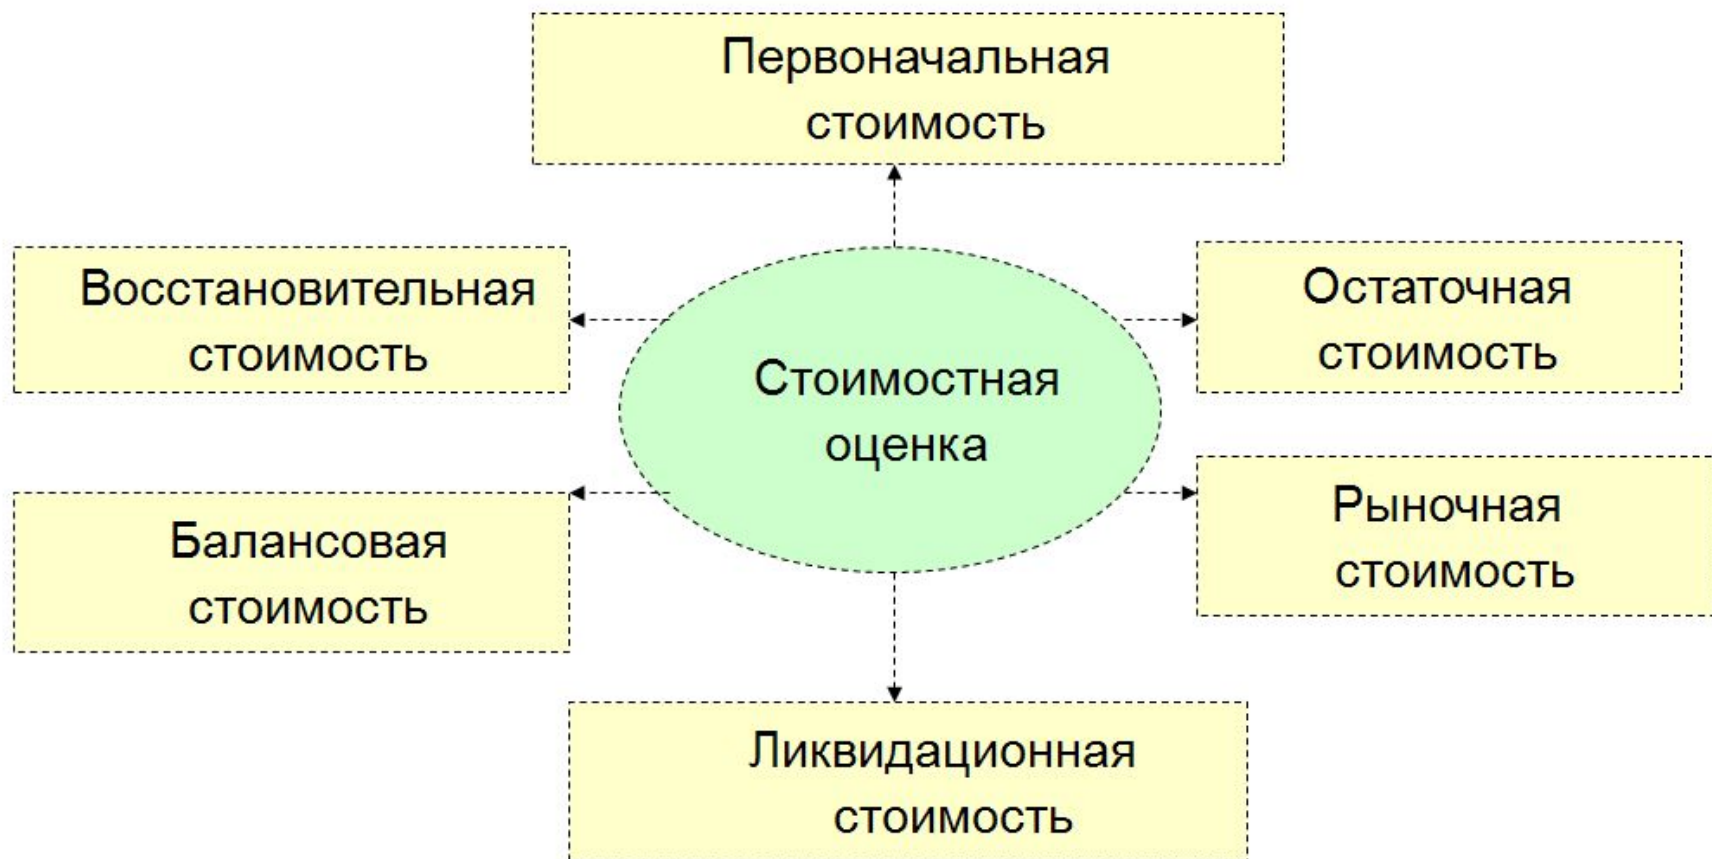 Первоначальная
стоимость
Восстановительная
стоимость
Остаточная
стоимость
Стоимостная
оценка
Балансовая
стоимость
Рыночная
стоимость
Ликвидационная
стоимость